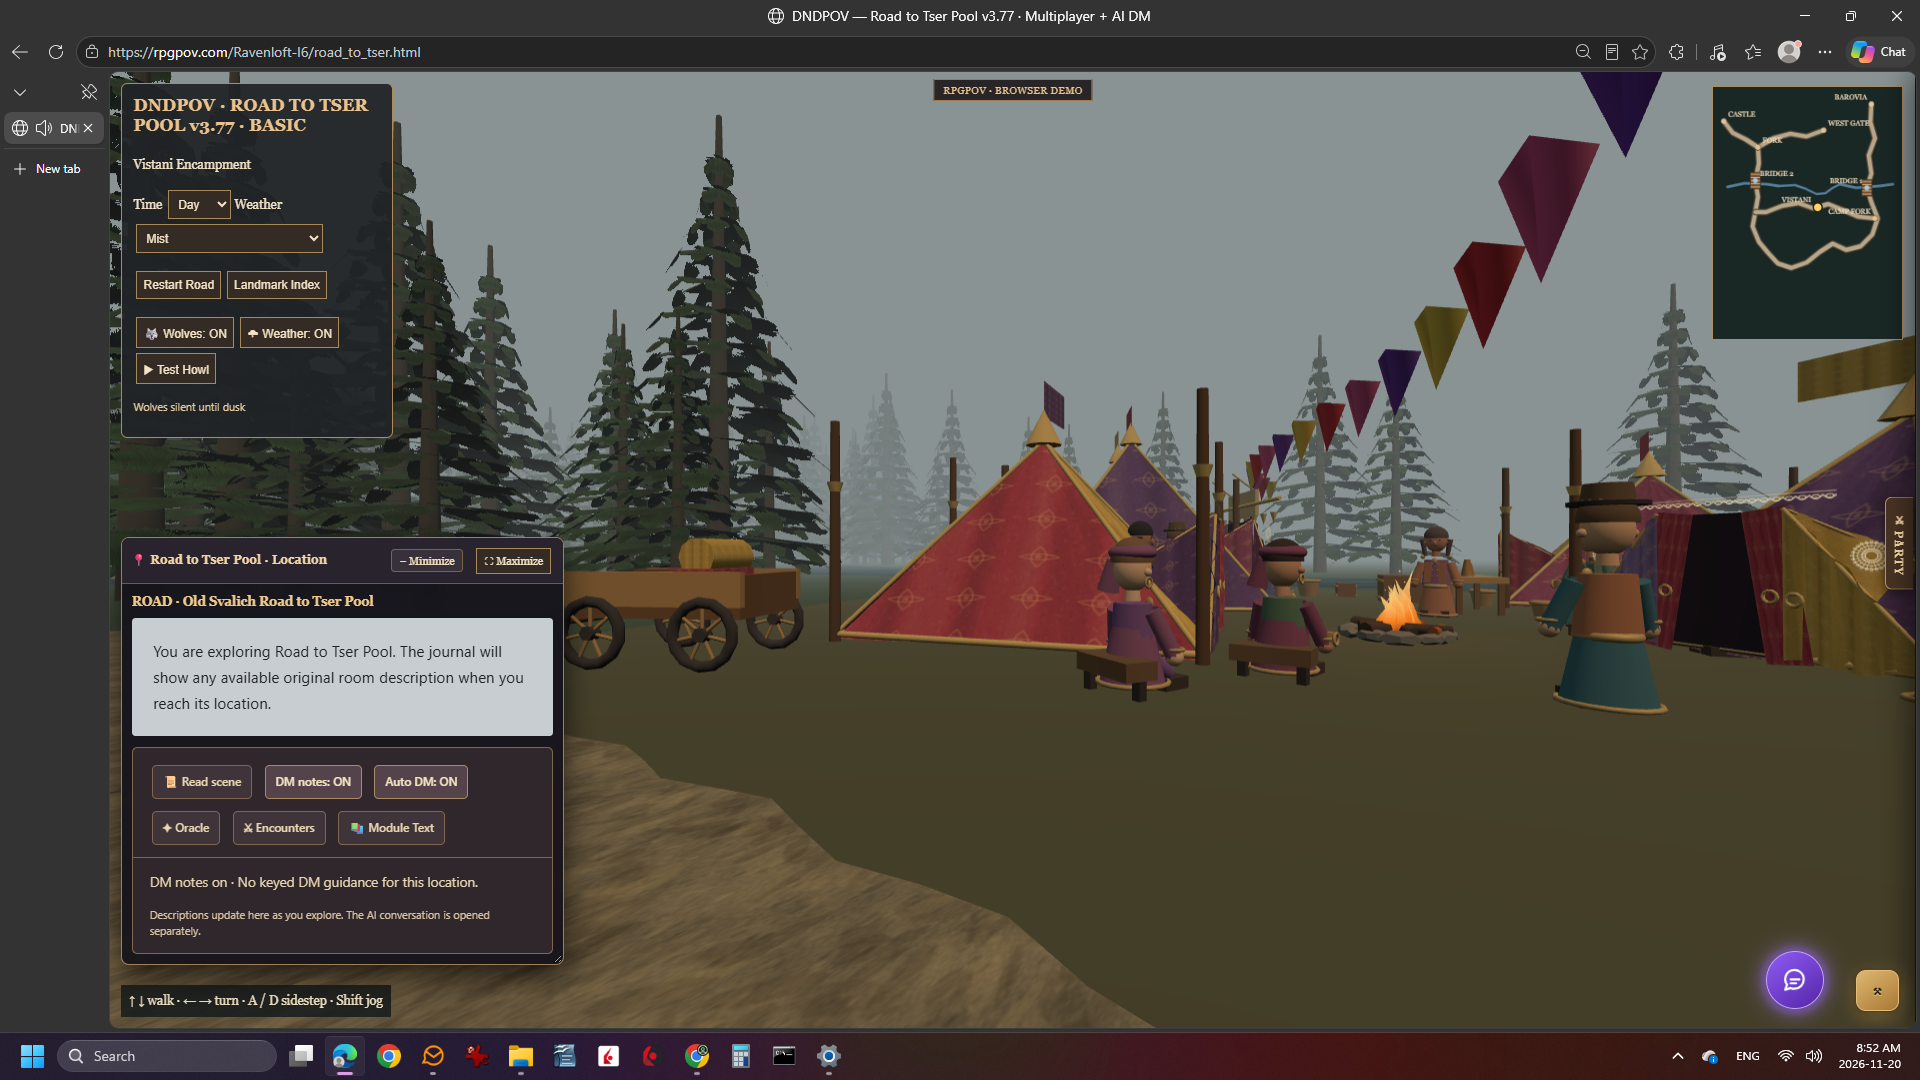 DNDPOV — Road to Tser Pool v3.77 · Multiplayer + AI DM
https://rpgpov.com/Ravenloft-I6/road_to_tser.html
Chat
DN
New tab
DNDPOV · ROAD TO TSER
POOL v3.77 · BASIC
Vistani Encampment
Time Day Weather
Mist
Restart Road Landmark Index
Wolves: ON Weather: ON
▶ Test Howl
Wolves silent until dusk
RPGPOV · BROWSER DEMO
BAROVIA
CASTLE
WEST GATE
FORK
BRIDGE 2
BRIDGE 1
VISTANI
CAMP FORK
PARTY
Road to Tser Pool - Location – Minimize Maximize
ROAD · Old Svalich Road to Tser Pool
You are exploring Road to Tser Pool. The journal will
show any available original room description when you
reach its location.
Read scene DM notes: ON Auto DM: ON
Oracle Encounters Module Text
DM notes on · No keyed DM guidance for this location.
Descriptions update here as you explore. The AI conversation is opened
separately.
↑↓ walk · ←→ turn · A / D sidestep · Shift jog
Search
ENG
8:52 AM
2026-11-20